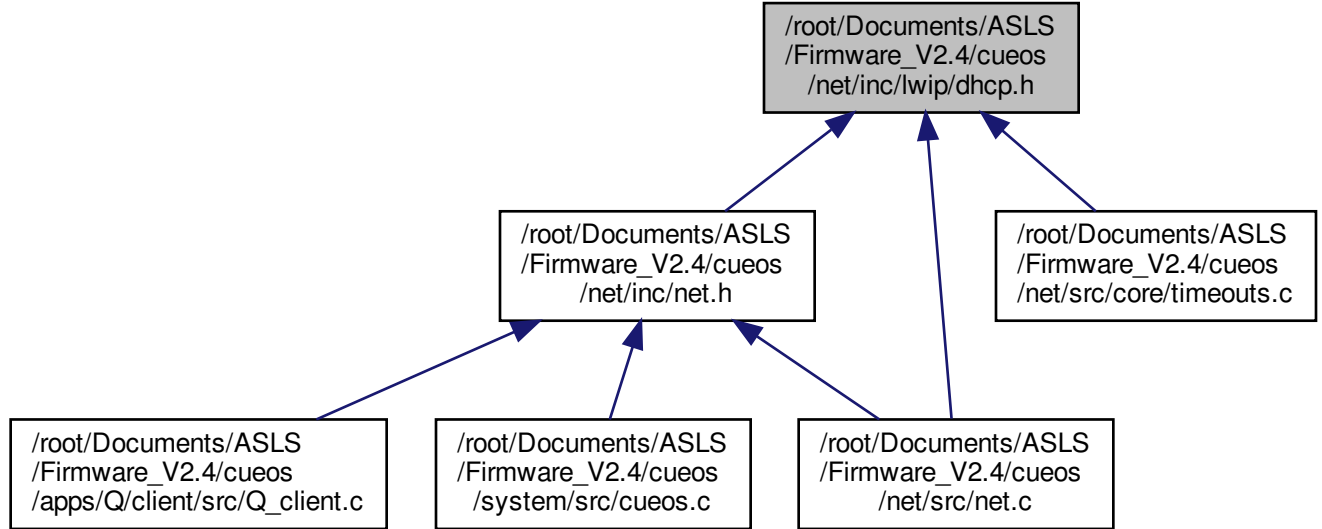 /root/Documents/ASLS
/Firmware_V2.4/cueos
/net/inc/lwip/dhcp.h
/root/Documents/ASLS
/Firmware_V2.4/cueos
/net/inc/net.h
/root/Documents/ASLS
/Firmware_V2.4/cueos
/net/src/core/timeouts.c
/root/Documents/ASLS
/Firmware_V2.4/cueos
/apps/Q/client/src/Q_client.c
/root/Documents/ASLS
/Firmware_V2.4/cueos
/system/src/cueos.c
/root/Documents/ASLS
/Firmware_V2.4/cueos
/net/src/net.c